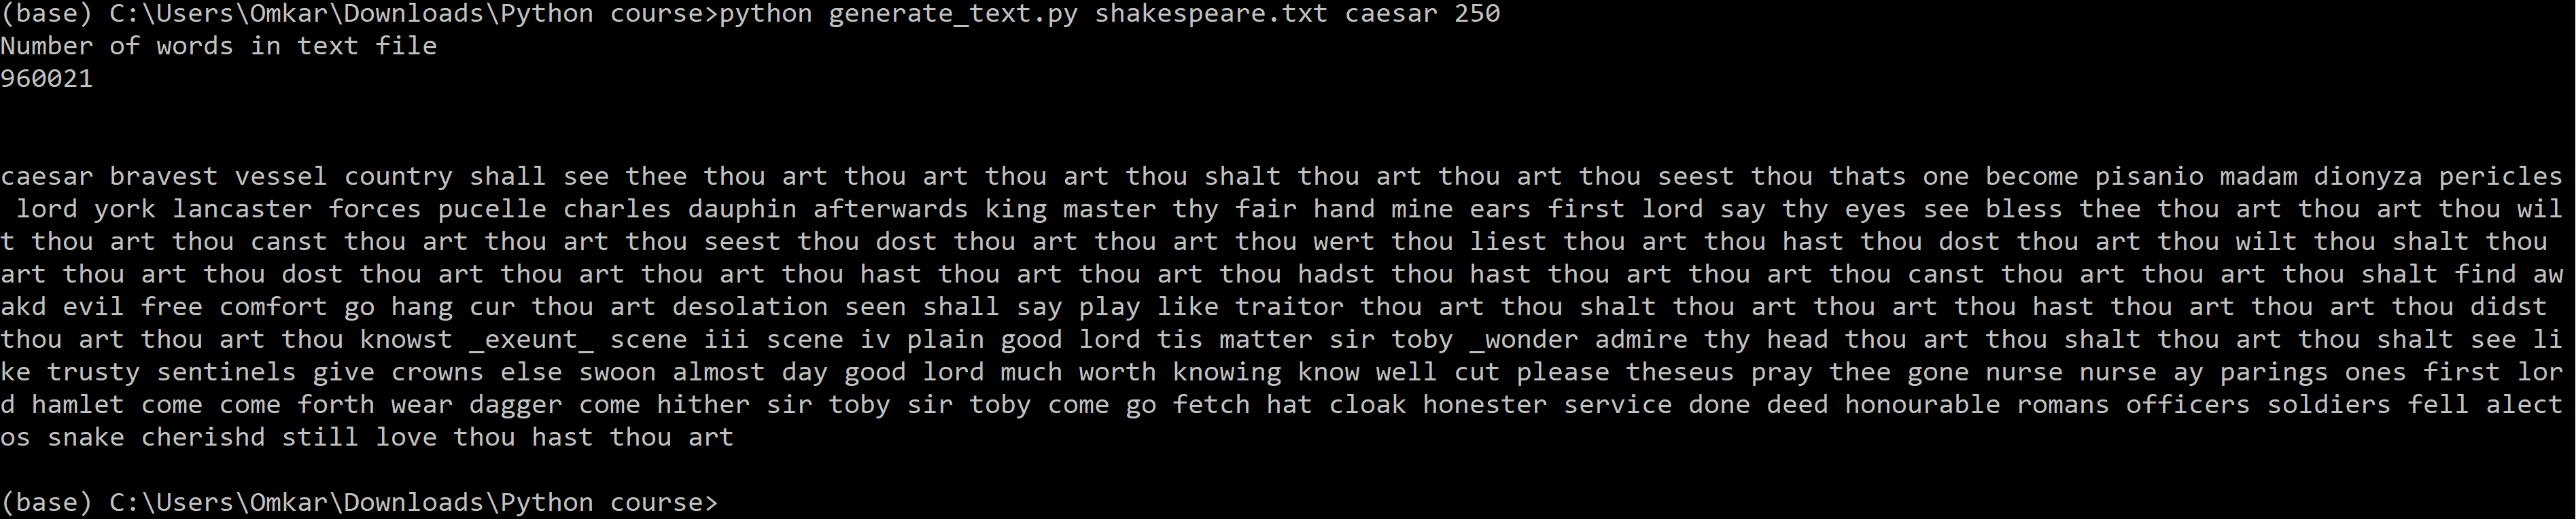 (base) C:\Users\Omkar\Downloads\Python course>python generate_text.py shakespeare.txt caesar 250
Number of words in text file
960021
caesar bravest vessel country shall see thee thou art thou art thou art thou shalt thou art thou art thou seest thou thats one become pisanio madam dionyza pericles
 lord york lancaster forces pucelle charles dauphin afterwards king master thy fair hand mine ears first lord say thy eyes see bless thee thou art thou art thou wil
t thou art thou canst thou art thou art thou seest thou dost thou art thou art thou wert thou liest thou art thou hast thou dost thou art thou wilt thou shalt thou
art thou art thou dost thou art thou art thou art thou hast thou art thou art thou hadst thou hast thou art thou art thou canst thou art thou art thou shalt find aw
akd evil free comfort go hang cur thou art desolation seen shall say play like traitor thou art thou shalt thou art thou art thou hast thou art thou art thou didst
thou art thou art thou knowst _exeunt_ scene iii scene iv plain good lord tis matter sir toby _wonder admire thy head thou art thou shalt thou art thou shalt see li
ke trusty sentinels give crowns else swoon almost day good lord much worth knowing know well cut please theseus pray thee gone nurse nurse ay parings ones first lor
d hamlet come come forth wear dagger come hither sir toby sir toby come go fetch hat cloak honester service done deed honourable romans officers soldiers fell alect
os snake cherishd still love thou hast thou art
(base) C:\Users\Omkar\Downloads\Python course>